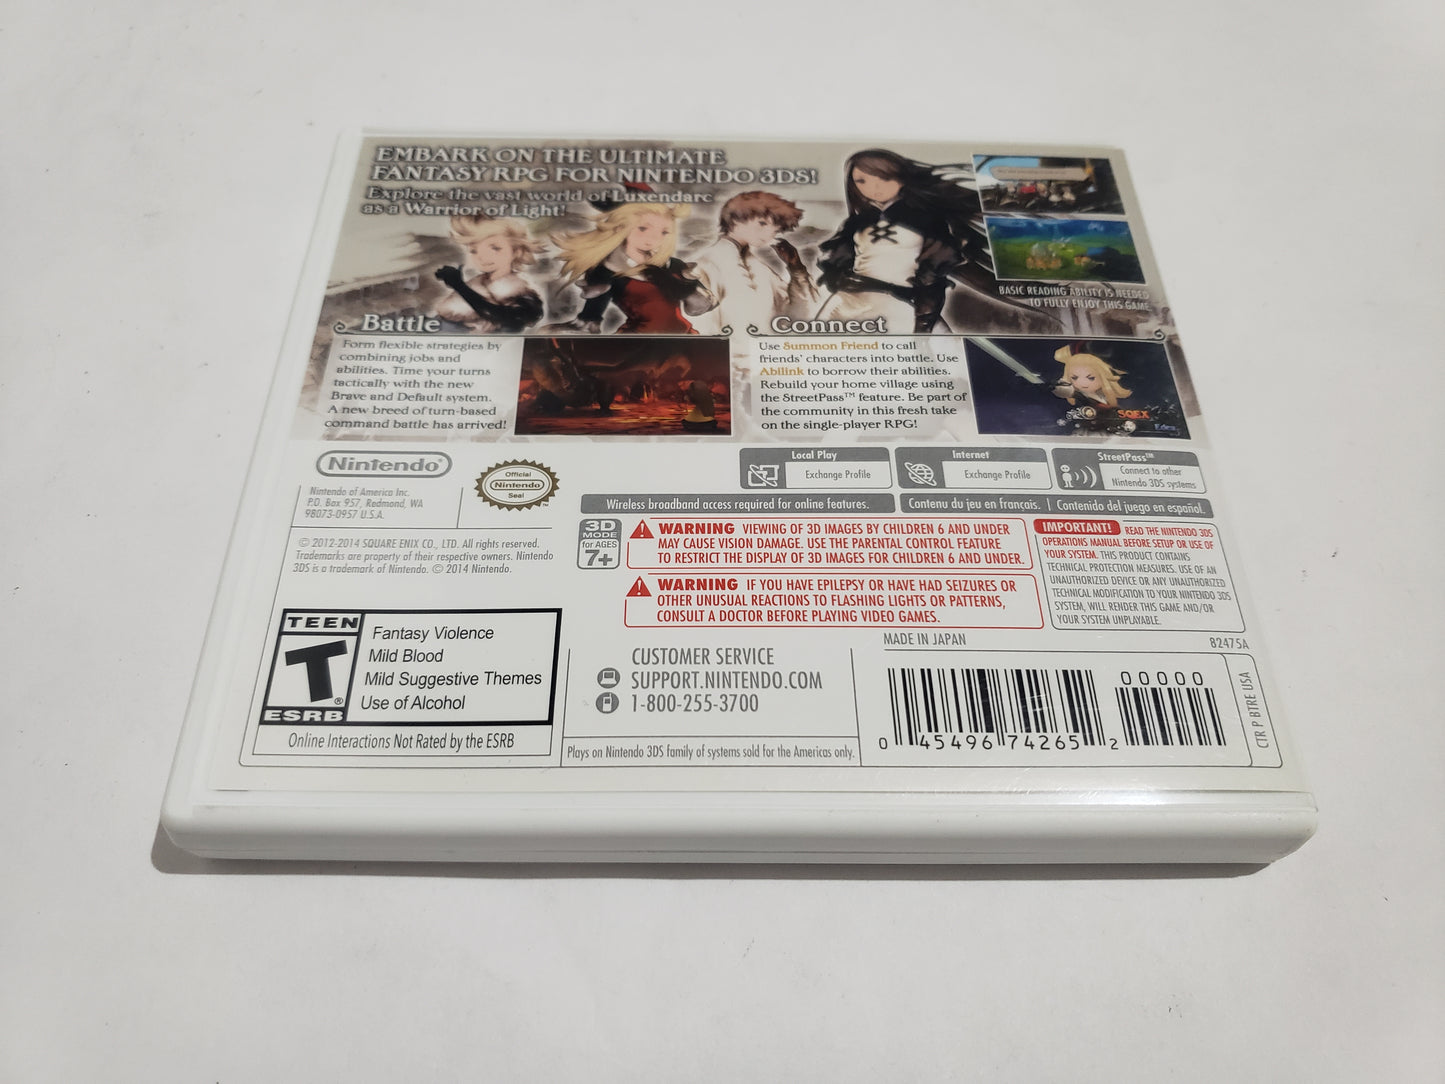 EMBARK ON THE ULTIMATE
FANTASY RPG FOR NINTENDO 3DS!
Explore the vast world of Luxendarc
as a Warrior of Light!
BASIC READING ABILITY IS NEEDED
TO FULLY ENJOY THIS GAME
Battle
Form flexible strategies by
combining jobs and
abilities. Time your turns
tactically with the new
Brave and Default system.
A new breed of turn-based
command battle has arrived!
Connect
Use Summon Friend to call
friends' characters into battle. Use
Abilink to borrow their abilities.
Rebuild your home village using
the StreetPass™ feature. Be part of
the community in this fresh take
on the single-player RPG!
SQEX
Edea
Nintendo®
Nintendo of America Inc.
P.O. Box 957, Redmond, WA
98073-0957 U.S.A.
Official
Nintendo
Seal
™
Local Play
Exchange Profile
Internet
Exchange Profile
StreetPass™
Connect to other
Nintendo 3DS systems
Wireless broadband access required for online features.
Contenu du jeu en français. | Contenido del juego en español.
© 2012-2014 SQUARE ENIX CO., LTD. All rights reserved.
Trademarks are property of their respective owners. Nintendo
3DS is a trademark of Nintendo. © 2014 Nintendo.
3D
MODE
for AGES
7+
WARNING VIEWING OF 3D IMAGES BY CHILDREN 6 AND UNDER
MAY CAUSE VISION DAMAGE. USE THE PARENTAL CONTROL FEATURE
TO RESTRICT THE DISPLAY OF 3D IMAGES FOR CHILDREN 6 AND UNDER.
WARNING IF YOU HAVE EPILEPSY OR HAVE HAD SEIZURES OR
OTHER UNUSUAL REACTIONS TO FLASHING LIGHTS OR PATTERNS,
CONSULT A DOCTOR BEFORE PLAYING VIDEO GAMES.
IMPORTANT! READ THE NINTENDO 3DS
OPERATIONS MANUAL BEFORE SETUP OR USE OF
YOUR SYSTEM. THIS PRODUCT CONTAINS
TECHNICAL PROTECTION MEASURES. USE OF AN
UNAUTHORIZED DEVICE OR ANY UNAUTHORIZED
TECHNICAL MODIFICATION TO YOUR NINTENDO 3DS
SYSTEM, WILL RENDER THIS GAME AND/OR
YOUR SYSTEM UNPLAYABLE.
TEEN
T
®
ESRB
Fantasy Violence
Mild Blood
Mild Suggestive Themes
Use of Alcohol
Online Interactions Not Rated by the ESRB
CUSTOMER SERVICE
SUPPORT.NINTENDO.COM
1-800-255-3700
Plays on Nintendo 3DS family of systems sold for the Americas only.
MADE IN JAPAN
82475A
0 45496 74265 2
00000
CTR P BTRE USA